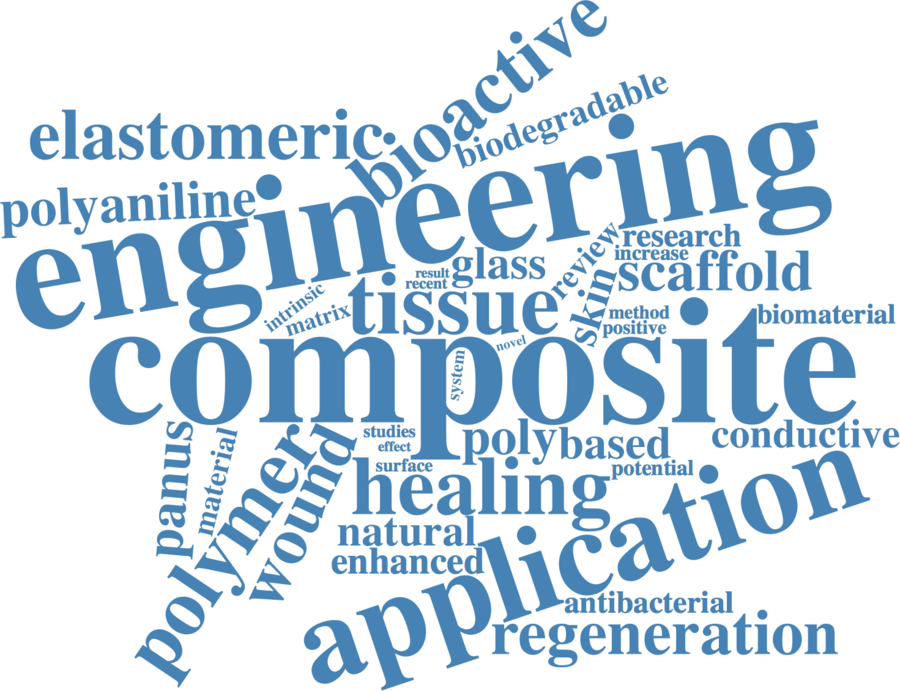 bioactive
biodegradable
elastomeric
engineering
polyaniline
research
review
increase
glass
scaffold
result
recent
skin
intrinsic
matrix
tissue
method
positive
biomaterial
novel
composite
system
panus
material
polymer
wound
studies
effect
poly
based
conductive
surface
healing
potential
natural
enhanced
application
antibacterial
regeneration